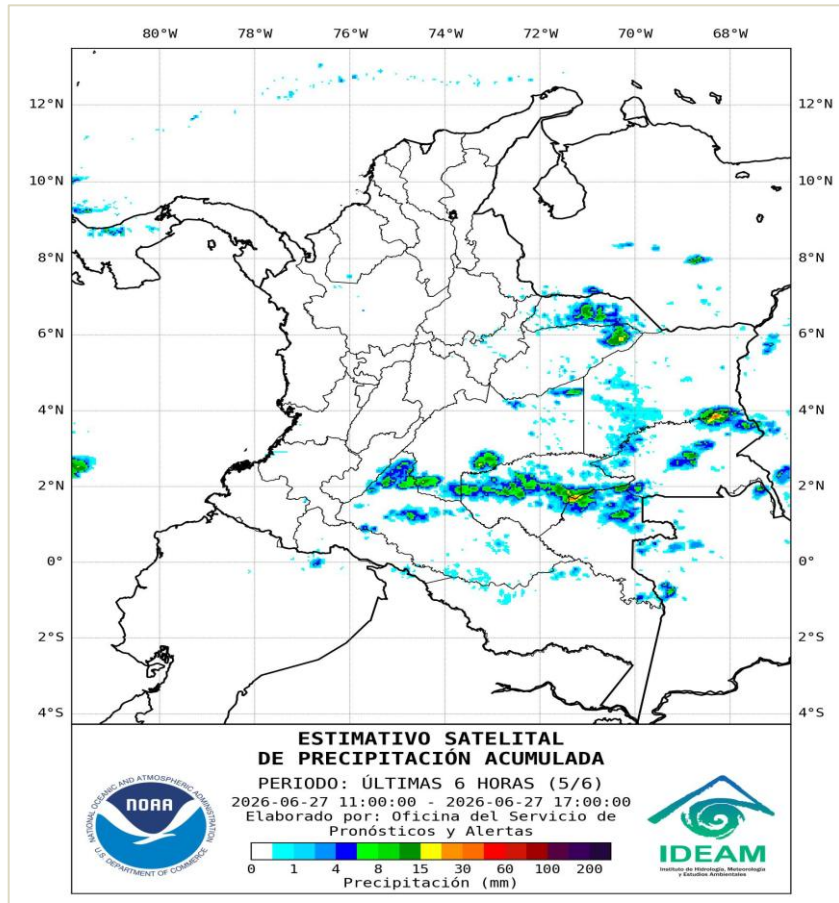 80°W 78°W 76°W 74°W 72°W 70°W 68°W
12°N 12°N
10°N 10°N
8°N 8°N
6°N 6°N
4°N 4°N
2°N 2°N
0° 0°
2°S 2°S
4°S 4°S
ESTIMATIVO SATELITAL
DE PRECIPITACIÓN ACUMULADA
PERIODO: ÚLTIMAS 6 HORAS (5/6)
2026-06-27 11:00:00 - 2026-06-27 17:00:00
Elaborado por: Oficina del Servicio de
Pronósticos y Alertas
0 1 4 8 15 30 60 100 200
Precipitación (mm)
NATIONAL OCEANIC AND ATMOSPHERIC ADMINISTRATION
NOAA
U.S. DEPARTMENT OF COMMERCE
IDEAM
Instituto de Hidrología, Meteorología
y Estudios Ambientales